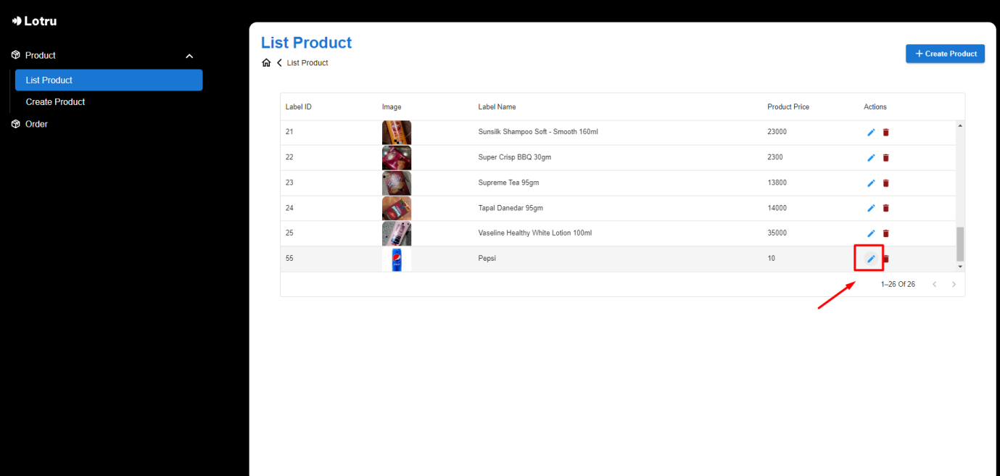 Lotru
Product
List Product
Create Product
Order
List Product
List Product
+ Create Product
Label ID Image Label Name Product Price Actions
21 Sunsilk Shampoo Soft - Smooth 160ml 23000
22 Super Crisp BBQ 30gm 2300
23 Supreme Tea 95gm 13800
24 Tapal Danedar 95gm 14000
25 Vaseline Healthy White Lotion 100ml 35000
55 Pepsi 10
1–26 Of 26